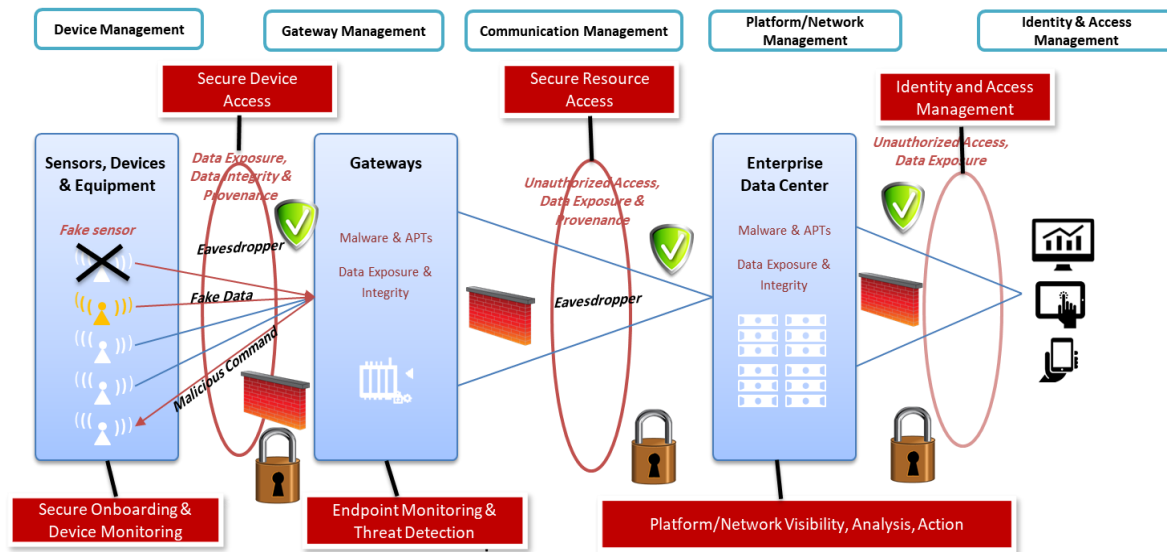 Device Management
Gateway Management
Communication Management
Platform/Network
Management
Identity & Access
Management
Secure Device
Access
Secure Resource
Access
Identity and Access
Management
Sensors, Devices
& Equipment
Fake sensor
Data Exposure,
Data Integrity &
Provenance
Eavesdropper
Fake Data
Malicious Command
Gateways
Malware & APTs
Data Exposure &
Integrity
Unauthorized Access,
Data Exposure &
Provenance
Eavesdropper
Enterprise
Data Center
Malware & APTs
Data Exposure &
Integrity
Unauthorized Access,
Data Exposure
Secure Onboarding &
Device Monitoring
Endpoint Monitoring &
Threat Detection
Platform/Network Visibility, Analysis, Action